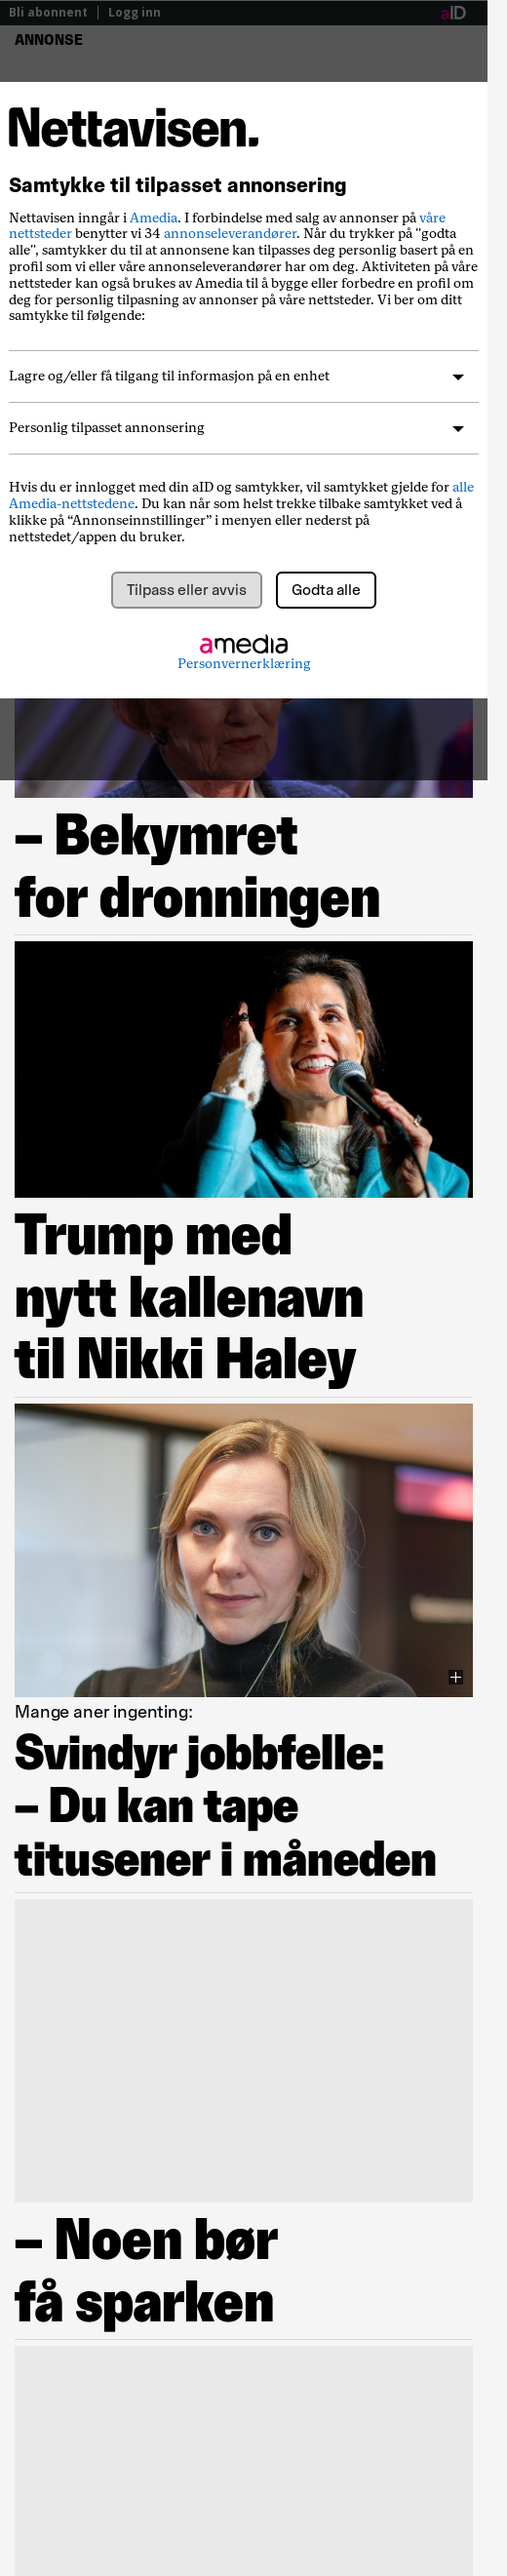 Bli abonnent | Logg inn
aID
ANNONSE
Nettavisen.
Samtykke til tilpasset annonsering
Nettavisen inngår i Amedia. I forbindelse med salg av annonser på våre
nettsteder benytter vi 34 annonseleverandører. Når du trykker på "godta
alle", samtykker du til at annonsene kan tilpasses deg personlig basert på en
profil som vi eller våre annonseleverandører har om deg. Aktiviteten på våre
nettsteder kan også brukes av Amedia til å bygge eller forbedre en profil om
deg for personlig tilpasning av annonser på våre nettsteder. Vi ber om ditt
samtykke til følgende:
Lagre og/eller få tilgang til informasjon på en enhet
Personlig tilpasset annonsering
Hvis du er innlogget med din aID og samtykker, vil samtykket gjelde for alle
Amedia-nettstedene. Du kan når som helst trekke tilbake samtykket ved å
klikke på “Annonseinnstillinger” i menyen eller nederst på
nettstedet/appen du bruker.
Tilpass eller avvis
Godta alle
amedia
Personvernerklæring
– Bekymret
for dronningen
Trump med
nytt kallenavn
til Nikki Haley
Mange aner ingenting:
Svindyr jobbfelle:
– Du kan tape
titusener i måneden
– Noen bør
få sparken